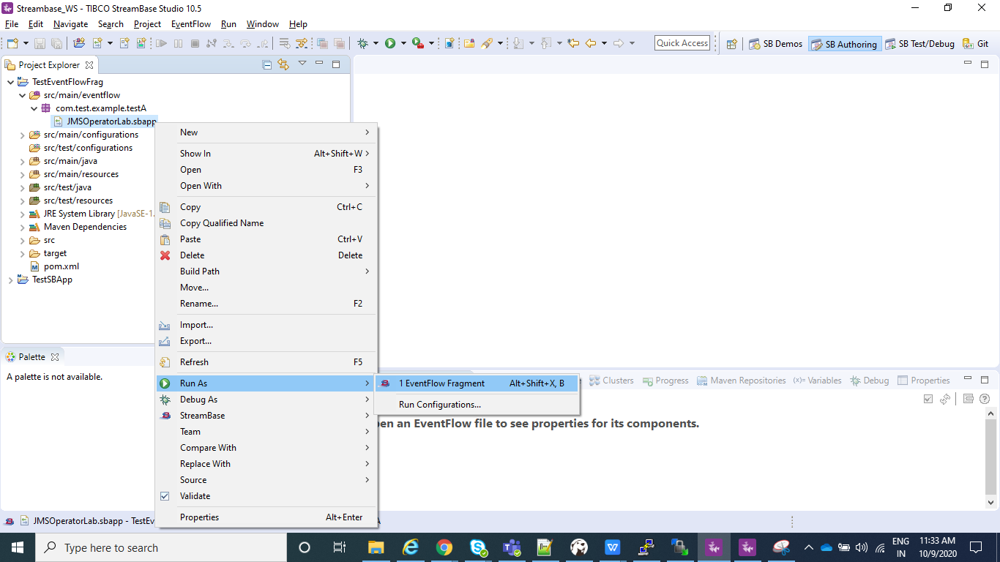 Streambase_WS - TIBCO StreamBase Studio 10.5
File Edit Navigate Search Project EventFlow Run Window Help
Quick Access SB Demos SB Authoring SB Test/Debug Git
Project Explorer
TestEventFlowFrag
src/main/eventflow
com.test.example.testA
JMSOperatorLab.sbapp
src/main/configurations
src/test/configurations
src/main/java
src/main/resources
src/test/java
src/test/resources
JRE System Library [JavaSE-1.
Maven Dependencies
src
target
pom.xml
TestSBApp
New
Show In Alt+Shift+W
Open F3
Open With
Copy Ctrl+C
Copy Qualified Name
Paste Ctrl+V
Delete Delete
Build Path
Move...
Rename... F2
Import...
Export...
Refresh F5
Run As
Debug As
StreamBase
Team
Compare With
Replace With
Source
Validate
Properties Alt+Enter
1 EventFlow Fragment Alt+Shift+X, B
Run Configurations...
Palette
A palette is not available.
Clusters Progress Maven Repositories (x)= Variables Debug Properties
pen an EventFlow file to see properties for its components.
JMSOperatorLab.sbapp - TestEv
Type here to search
ENG
IN
11:33 AM
10/9/2020